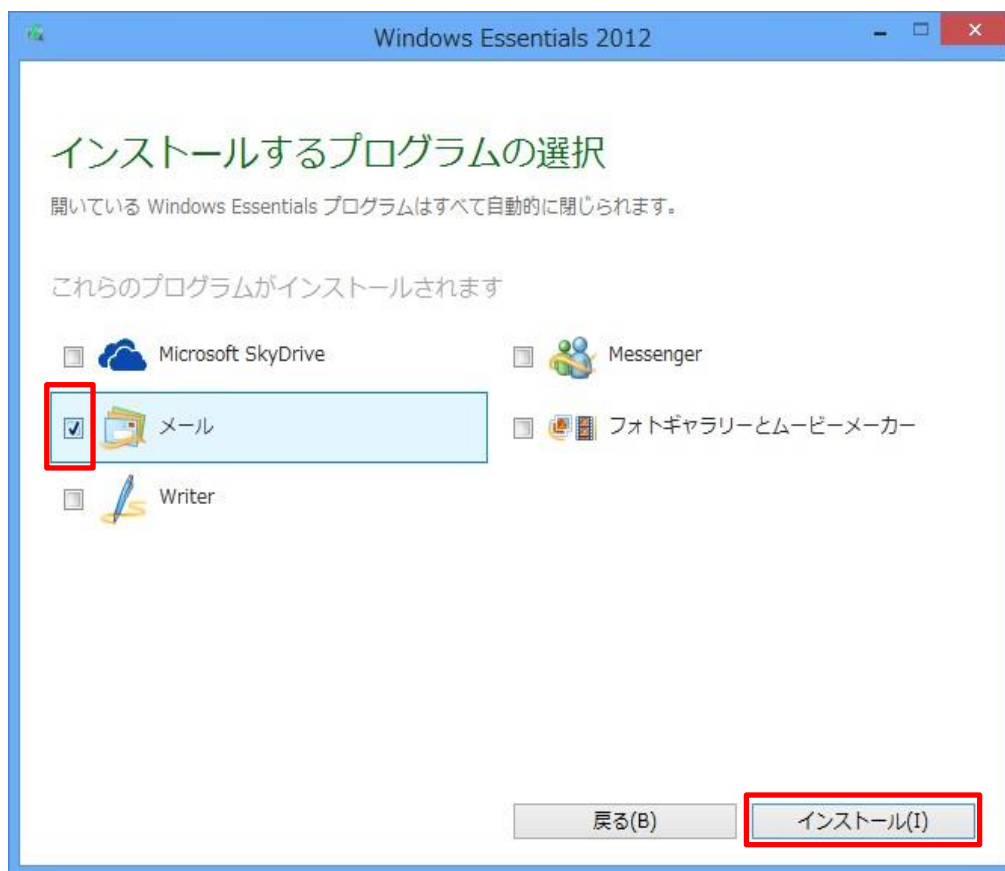 Windows Essentials 2012
インストールするプログラムの選択
開いている Windows Essentials プログラムはすべて自動的に閉じられます。
これらのプログラムがインストールされます
Microsoft SkyDrive
Messenger
メール
フォトギャラリーとムービーメーカー
Writer
戻る(B)
インストール(I)